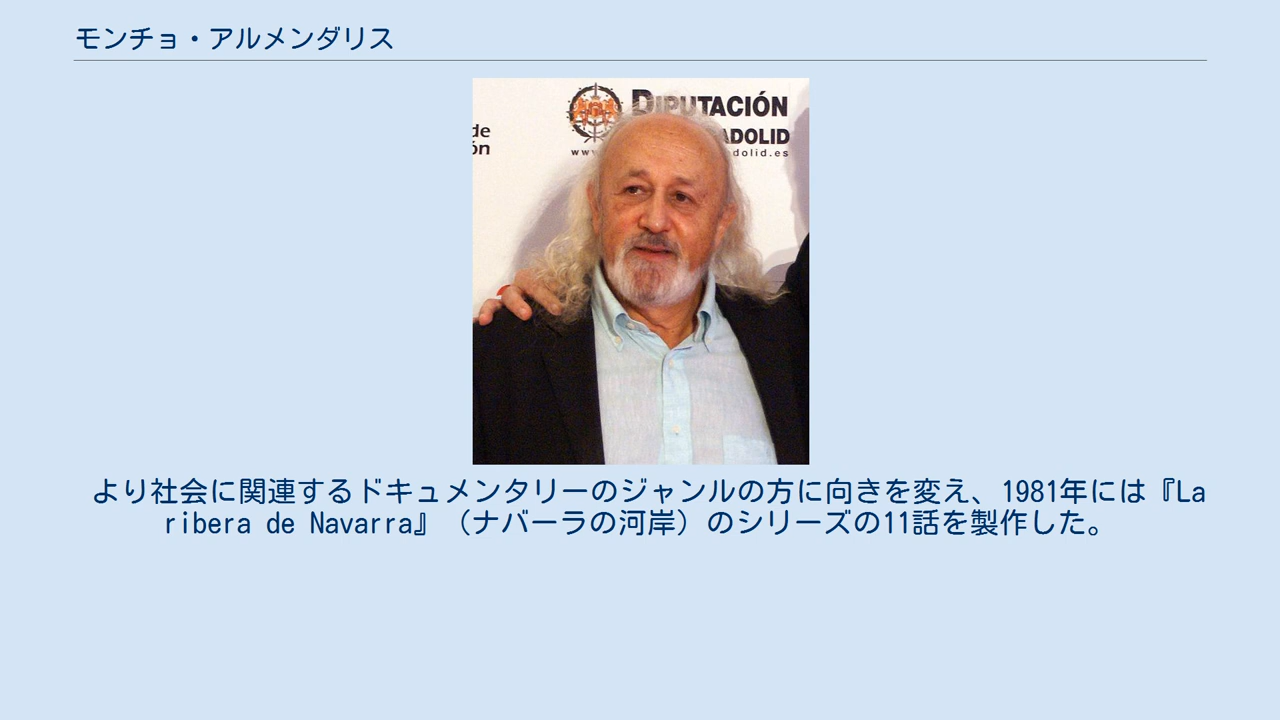 モンチョ・アルメンダリス
DIPUTACIÓN
ADOLID
de
ón
www
dolid.es
より社会に関連するドキュメンタリーのジャンルの方に向きを変え、1981年には『La
ribera de Navarra』（ナバーラの河岸）のシリーズの11話を製作した。